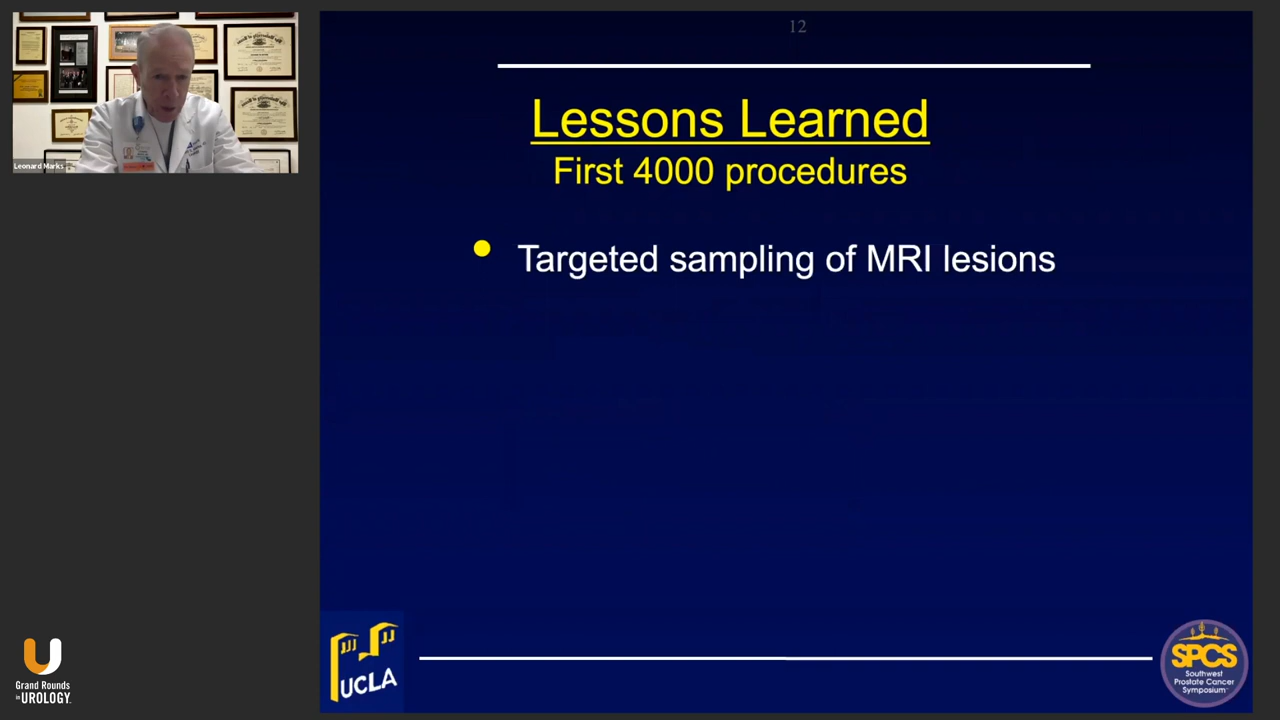 Leonard Marks
12
Lessons Learned
First 4000 procedures
Targeted sampling of MRI lesions
Grand Rounds
in UROLOGY
UCLA
SPCS
Southwest
Prostate Cancer
Symposium